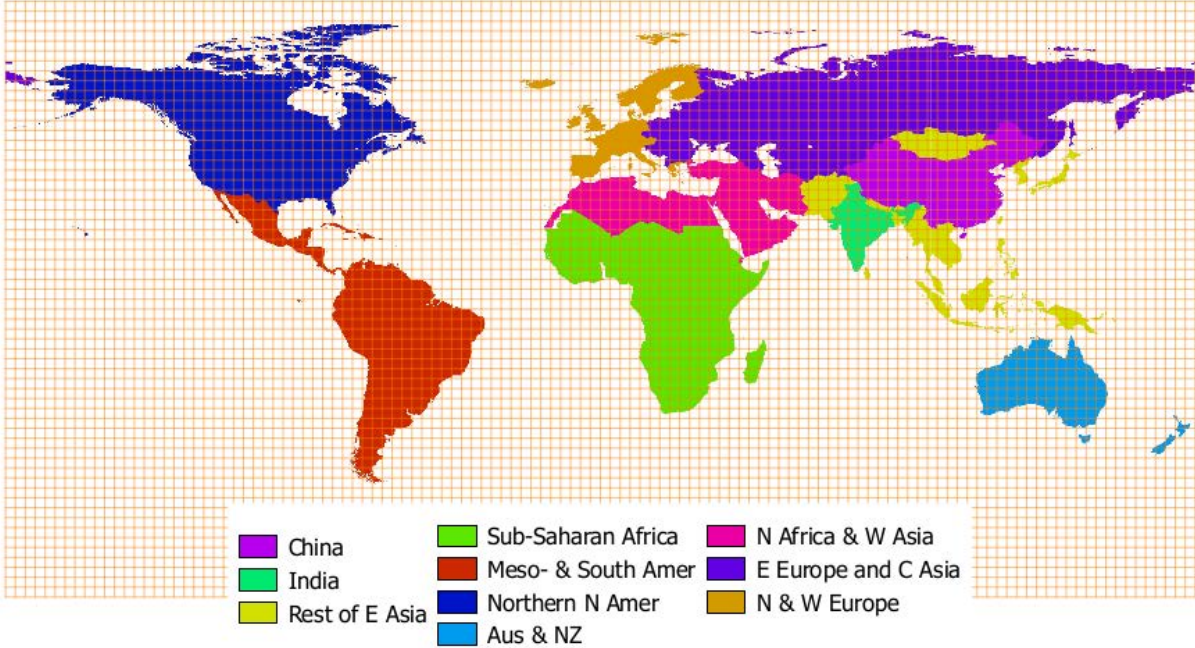 China
India
Rest of E Asia
Sub-Saharan Africa
Meso- & South Amer
Northern N Amer
Aus & NZ
N Africa & W Asia
E Europe and C Asia
N & W Europe